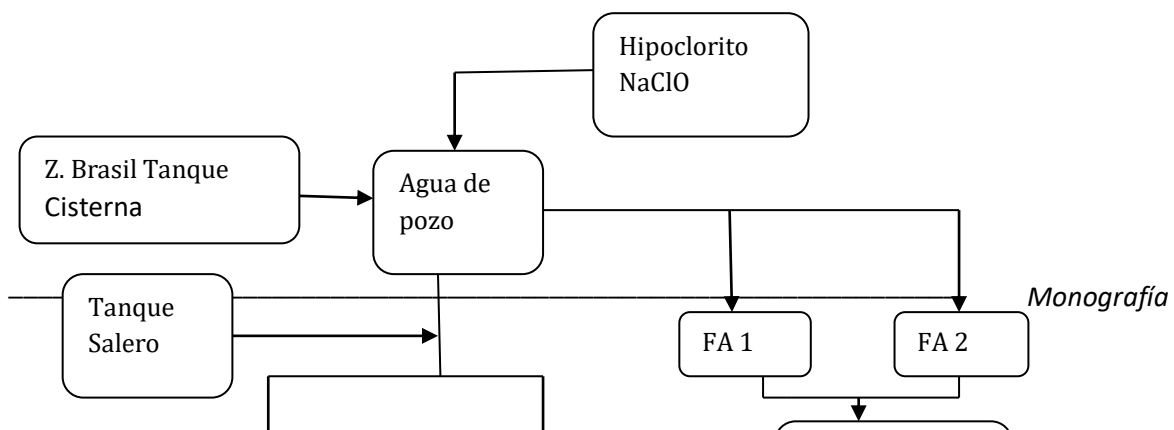 Hipoclorito
NaClO
Z. Brasil Tanque
Cisterna
Agua de
pozo
Monografía
Tanque
Salero
FA 1
FA 2